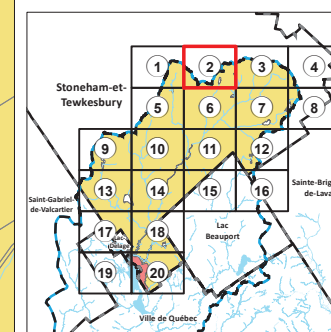 1
2
3
4
Stoneham-et-
Tewkesbury
5
6
7
8
9
10
11
12
Saint-Gabriel-
de-Valcartier
13
14
15
16
Sainte-Brig
de-Lava
17
Lac-
Delage
18
Lac
Beauport
19
20
Ville de Québec